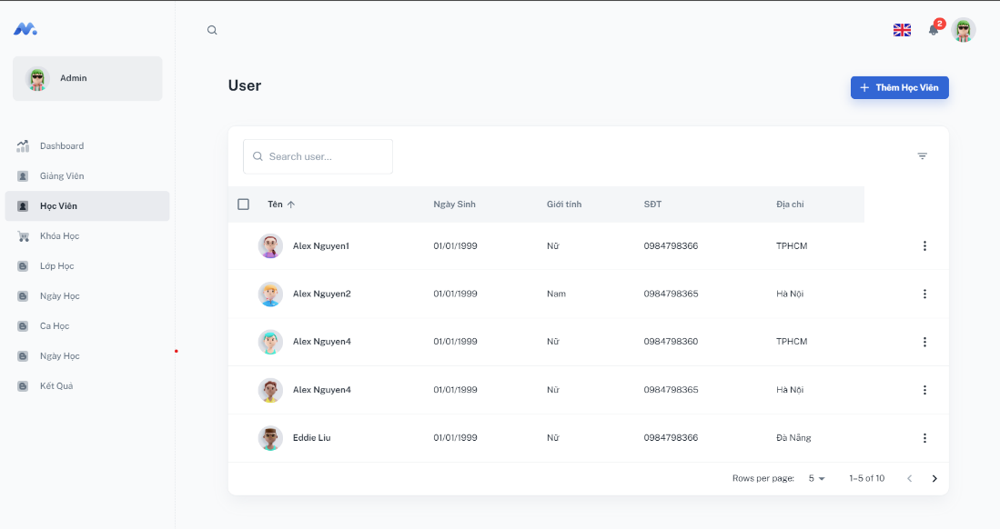 2
Admin
User
+ Thêm Học Viên
Dashboard
Giảng Viên
Học Viên
Khóa Học
Lớp Học
Ngày Học
Ca Học
Ngày Học
Kết Quả
Search user...
Tên Ngày Sinh Giới tính SĐT Địa chỉ
Alex Nguyen1 01/01/1999 Nữ 0984798366 TPHCM
Alex Nguyen2 01/01/1999 Nam 0984798365 Hà Nội
Alex Nguyen4 01/01/1999 Nữ 0984798360 TPHCM
Alex Nguyen4 01/01/1999 Nữ 0984798365 Hà Nội
Eddie Liu 01/01/1999 Nữ 0984798366 Đà Nẵng
Rows per page: 5 1–5 of 10